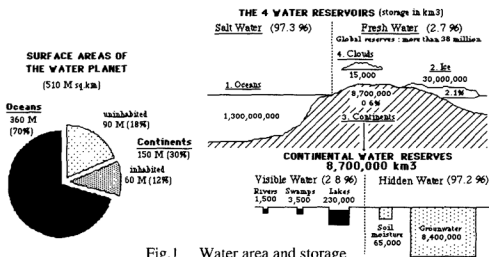 SURFACE AREAS OF
THE WATER PLANET
(510 M sq.km)
Oceans
360 M
(70%)
uninhabited
90 M (18%)
Continents
150 M (30%)
inhabited
60 M (12%)
THE 4 WATER RESERVOIRS (storage in km3)
Salt Water (97.3 %)
Fresh Water (2.7 %)
Global reserves : more than 38 million
4. Clouds
15,000
2. Ice
30,000,000
2.1%
1. Oceans
1,300,000,000
8,700,000
0 6%
3. Continents
CONTINENTAL WATER RESERVES
8,700,000 km3
Visible Water (2 8 %)
Hidden Water (97.2 %)
Rivers
1,500
Swamps
3,500
Lakes
230,000
Soil
moisture
65,000
Grounwater
8,400,000
Fig.1 Water area and storage